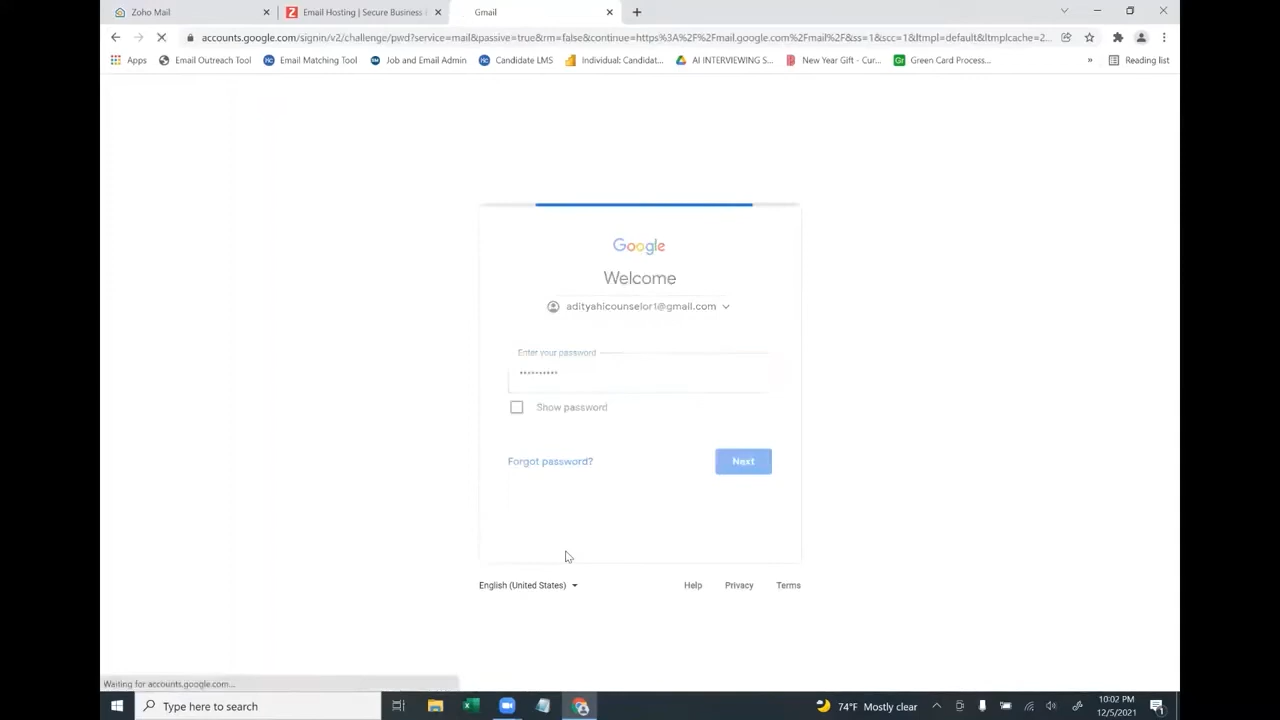 Zoho Mail
Email Hosting | Secure Business
Gmail
accounts.google.com/signin/v2/challenge/pwd?service=mail&passive=true&rm=false&continue=https%3A%2F%2Fmail.google.com%2Fmail%2F&ss=1&scc=1&ltmpl=default&ltmplcache=2...
Apps
Email Outreach Tool
Email Matching Tool
Job and Email Admin
Candidate LMS
Individual: Candidat...
AI INTERVIEWING S...
New Year Gift - Cur...
Green Card Process...
»
Reading list
Google
Welcome
adityahicounselor1@gmail.com
Enter your password
Show password
Forgot password?
Next
English (United States)
Help
Privacy
Terms
Waiting for accounts.google.com...
Type here to search
74°F Mostly clear
10:02 PM
12/5/2021